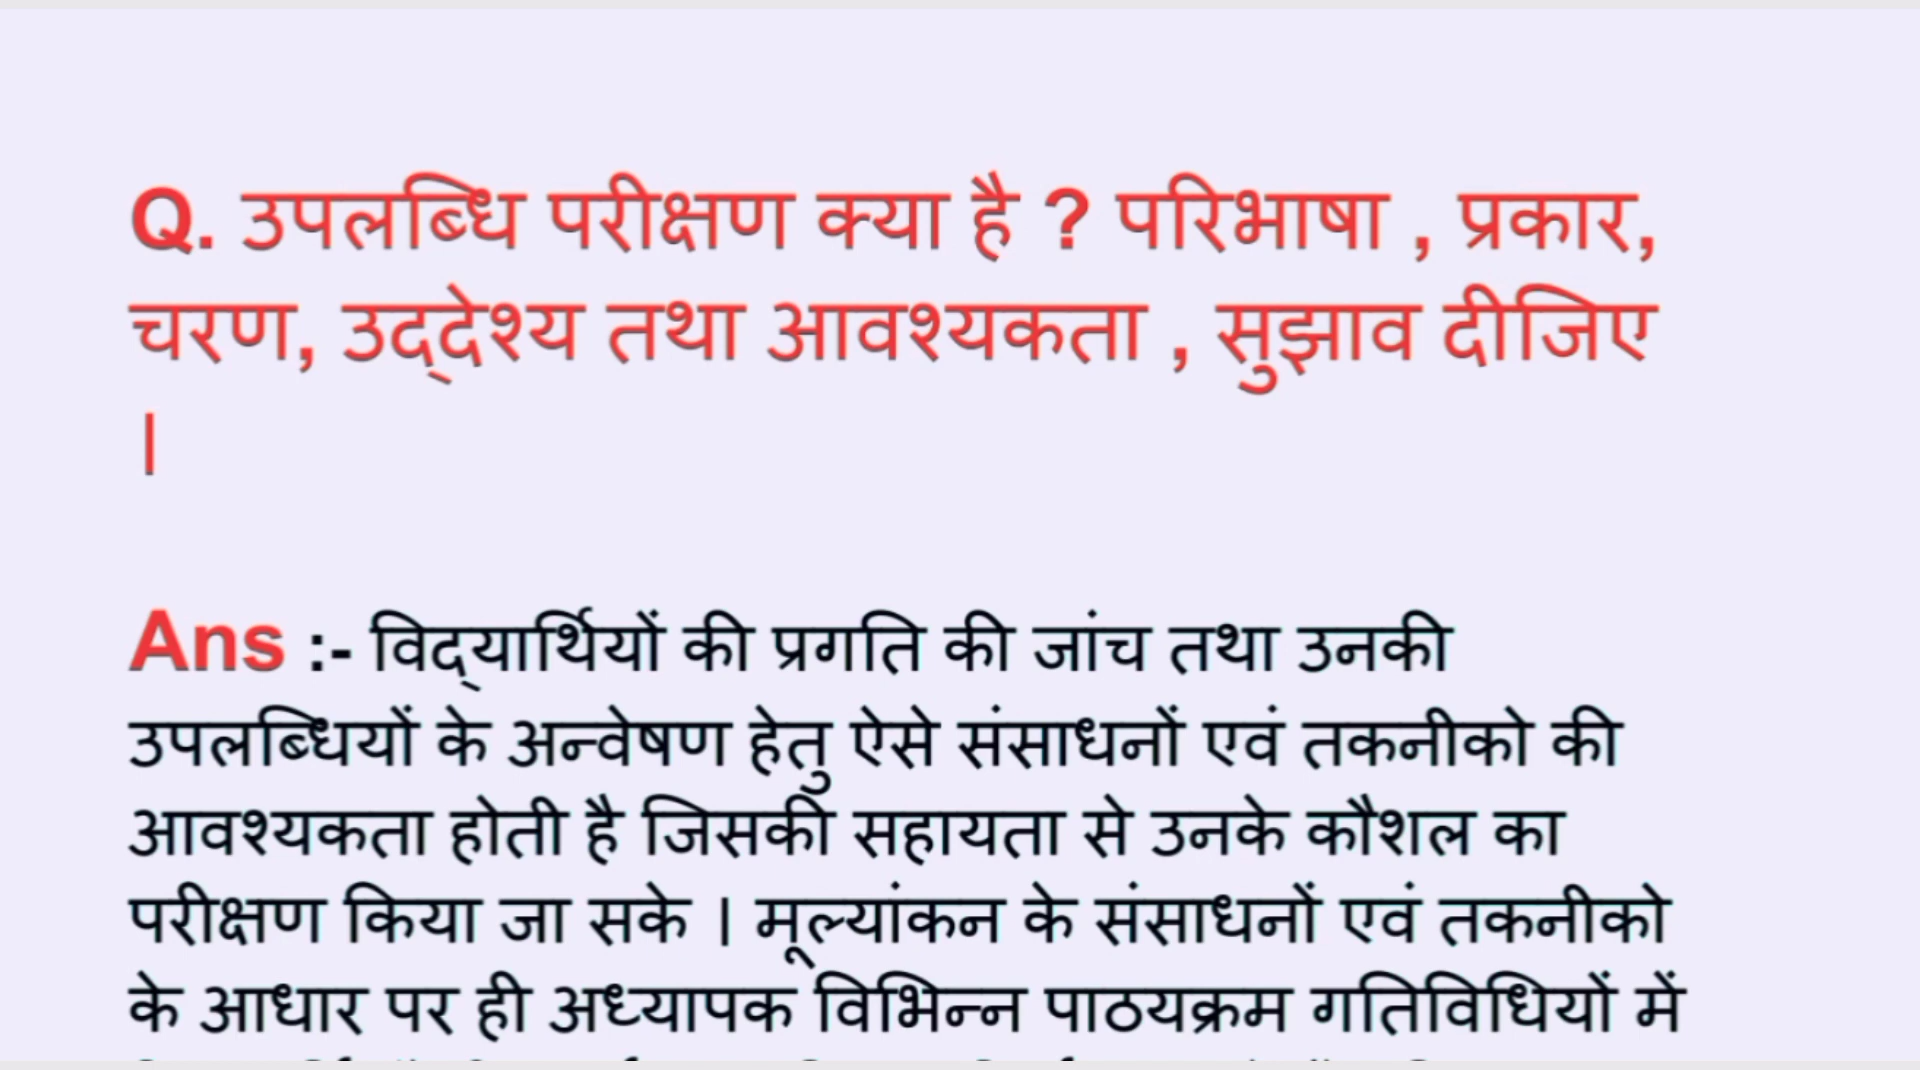 Q. उपलब्धि परीक्षण क्या है ? परिभाषा , प्रकार,
चरण, उद्देश्य तथा आवश्यकता , सुझाव दीजिए
।
Ans :- विद्यार्थियों की प्रगति की जांच तथा उनकी
उपलब्धियों के अन्वेषण हेतु ऐसे संसाधनों एवं तकनीको की
आवश्यकता होती है जिसकी सहायता से उनके कौशल का
परीक्षण किया जा सके । मूल्यांकन के संसाधनों एवं तकनीको
के आधार पर ही अध्यापक विभिन्न पाठयक्रम गतिविधियों में